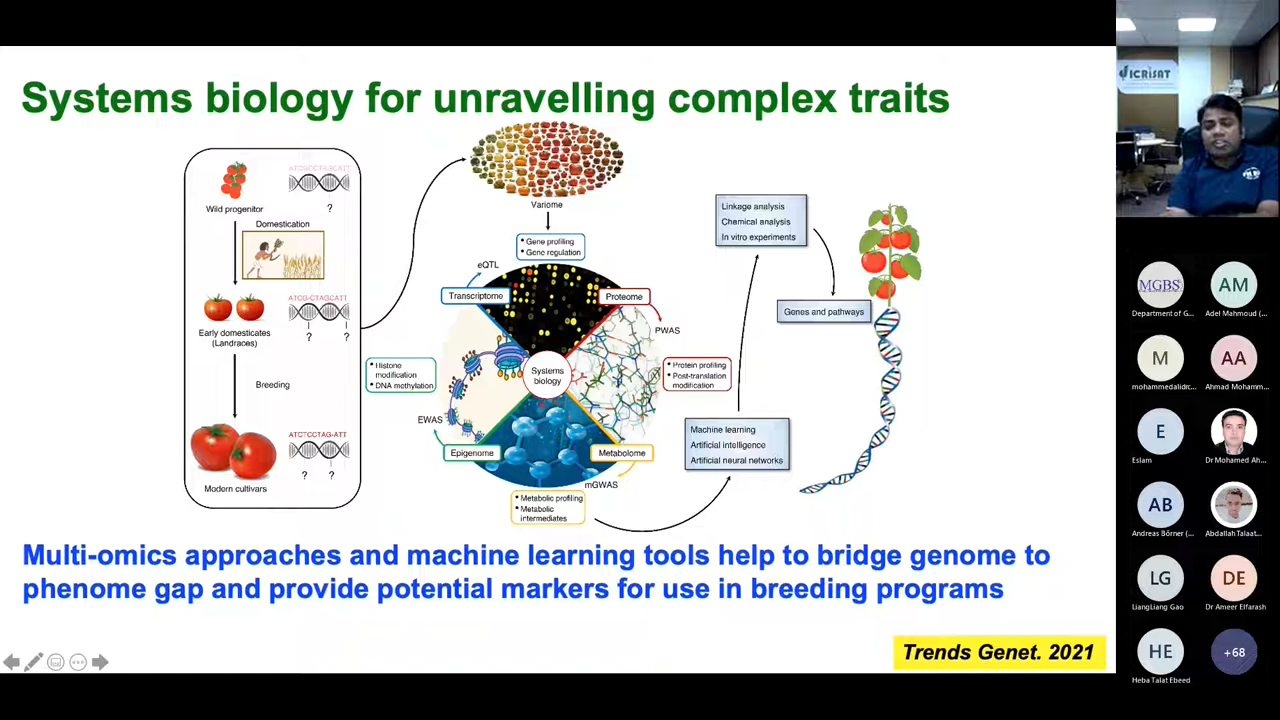 Systems biology for unravelling complex traits
Wild progenitor
?
Domestication
Early domesticates
(Landraces)
ATCG-CTAGCATT
?
?
Breeding
ATCTCCTAG-ATT
?
?
Modern cultivars
Variome
• Gene profiling
• Gene regulation
eQTL
Transcriptome
Proteome
PWAS
• Histone
modification
• DNA methylation
Systems
biology
• Protein profiling
• Post-translation
modification
EWAS
Epigenome
Metabolome
mGWAS
• Metabolic profiling
• Metabolic
intermediates
Linkage analysis
Chemical analysis
In vitro experiments
Genes and pathways
Machine learning
Artificial intelligence
Artificial neural networks
Multi-omics approaches and machine learning tools help to bridge genome to
phenome gap and provide potential markers for use in breeding programs
Trends Genet. 2021
ICRISAT
MGBS
Department of G...
AM
Adel Mahmoud (...
M
mohammedalidr...
AA
Ahmad Mohamm...
E
Eslam
Dr Mohamed Ah...
AB
Andreas Börner (...
Abdallah Talaat...
LG
LiangLiang Gao
DE
Dr Ameer Elfarash
HE
Heba Talat Ebeed
+68